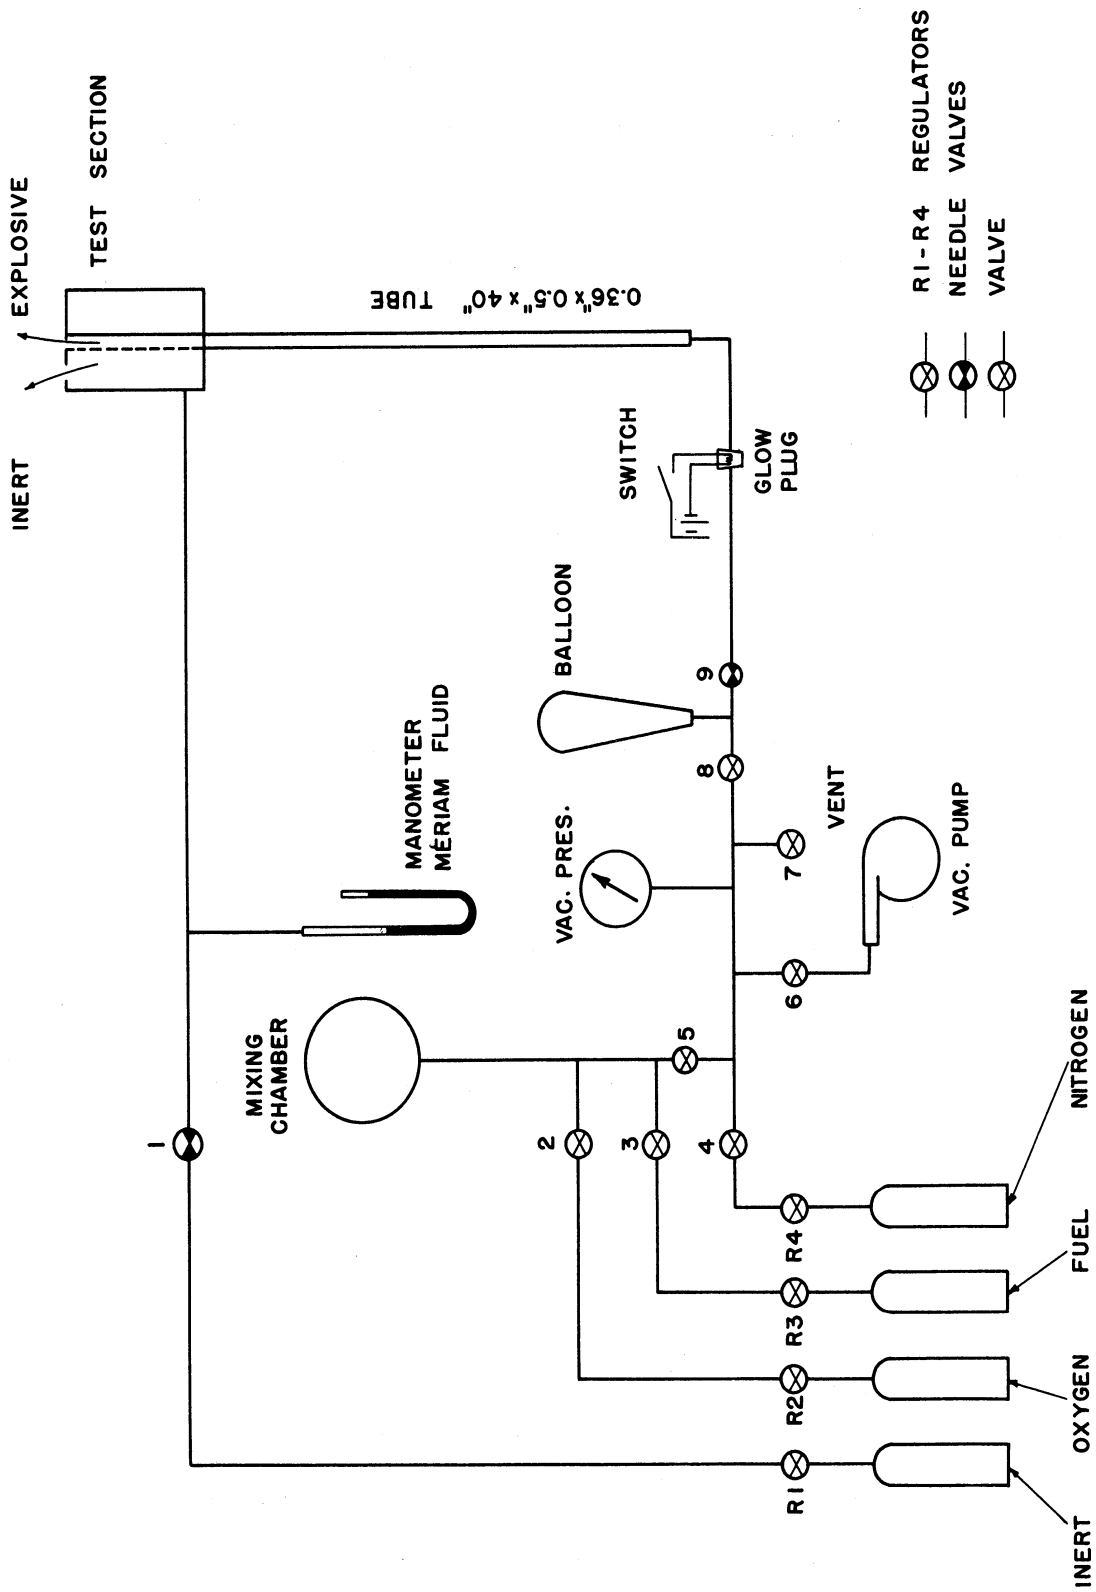 INERT
EXPLOSIVE
TEST SECTION
0.36" x 0.5" x 40" TUBE
SWITCH
GLOW
PLUG
BALLOON
9
8
MANOMETER
MÉRIAM FLUID
VAC. PRES.
7
VENT
VAC. PUMP
6
MIXING
CHAMBER
5
1
2
3
4
R1
R2
R3
R4
INERT
OXYGEN
FUEL
NITROGEN
R1-R4 REGULATORS
NEEDLE VALVES
VALVE